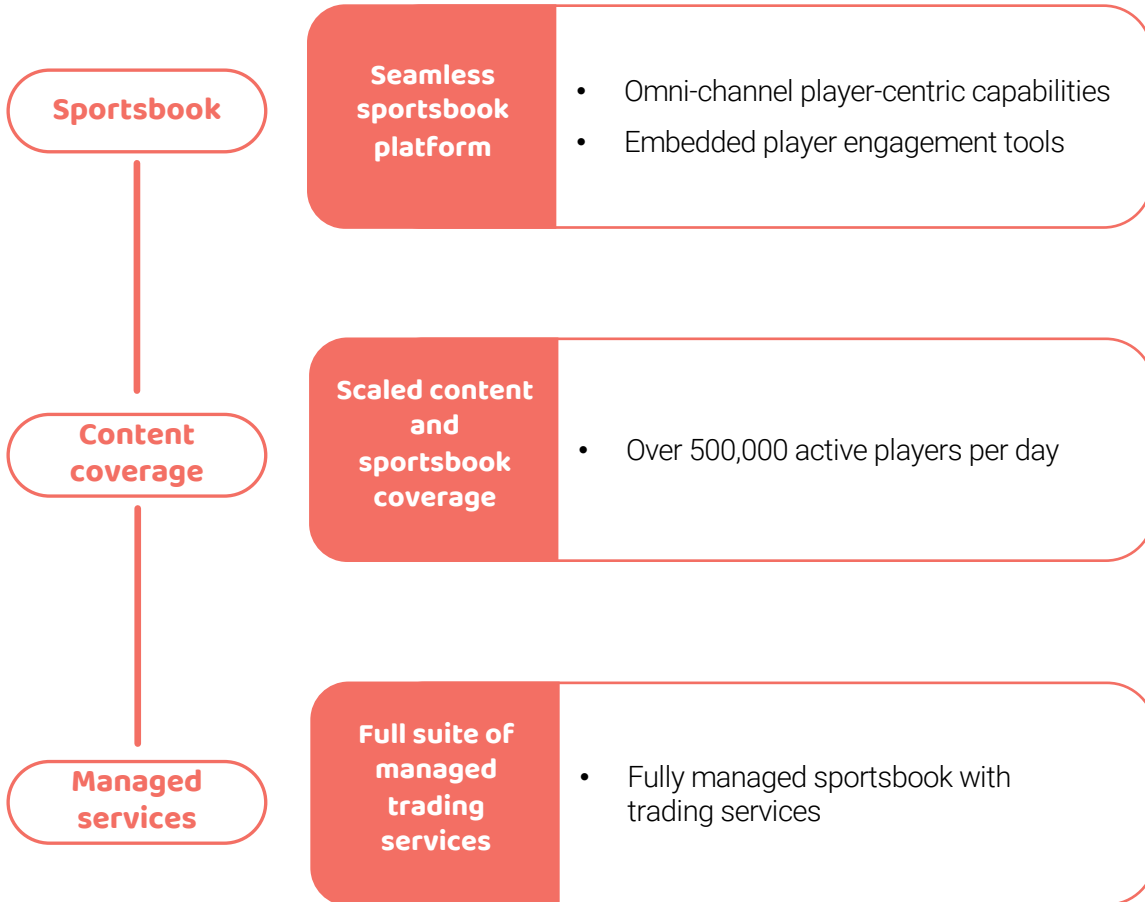 Sportsbook
Seamless
sportsbook
platform
• Omni-channel player-centric capabilities
• Embedded player engagement tools
Content
coverage
Scaled content
and
sportsbook
coverage
• Over 500,000 active players per day
Managed
services
Full suite of
managed
trading
services
• Fully managed sportsbook with
trading services